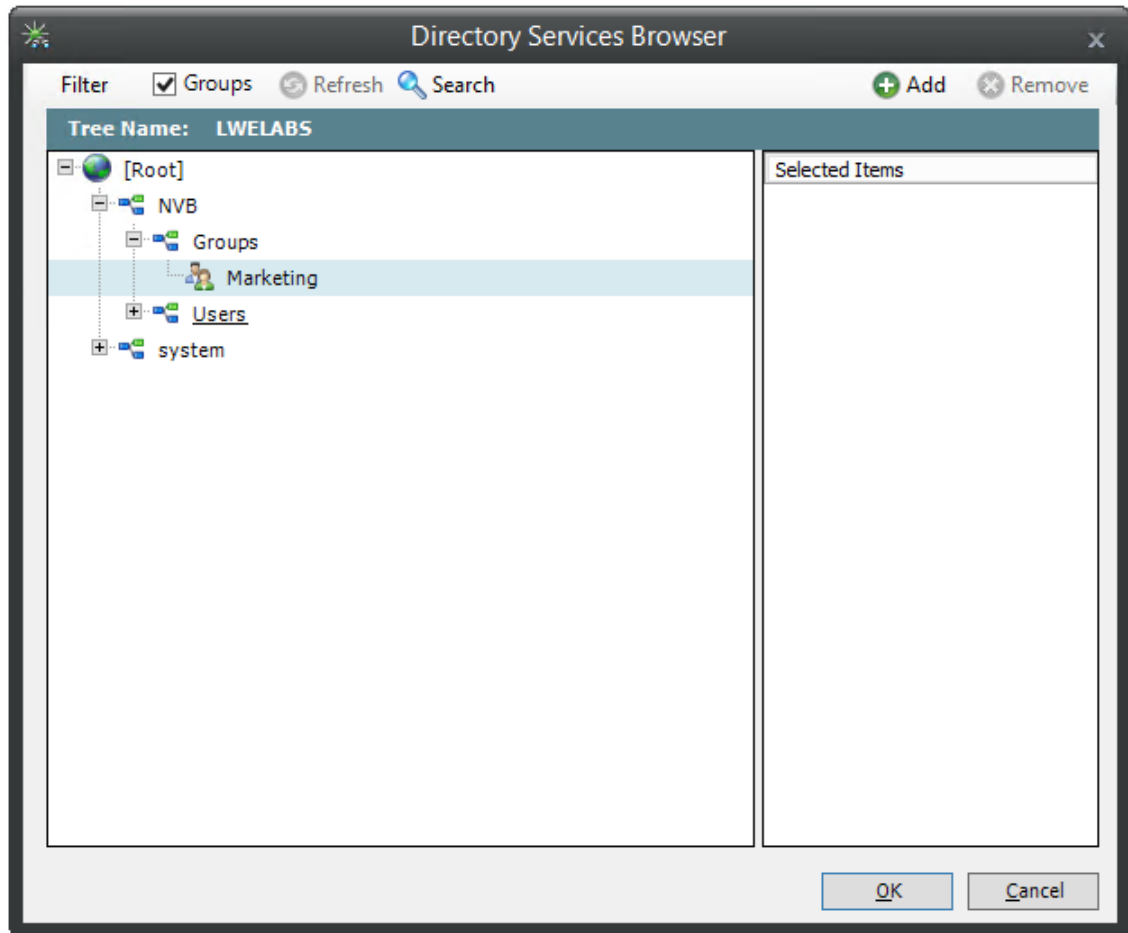 Directory Services Browser
x
Filter Groups Refresh Search Add Remove
Tree Name: LWELABS
[Root]
Selected Items
NVB
Groups
Marketing
Users
system
OK Cancel